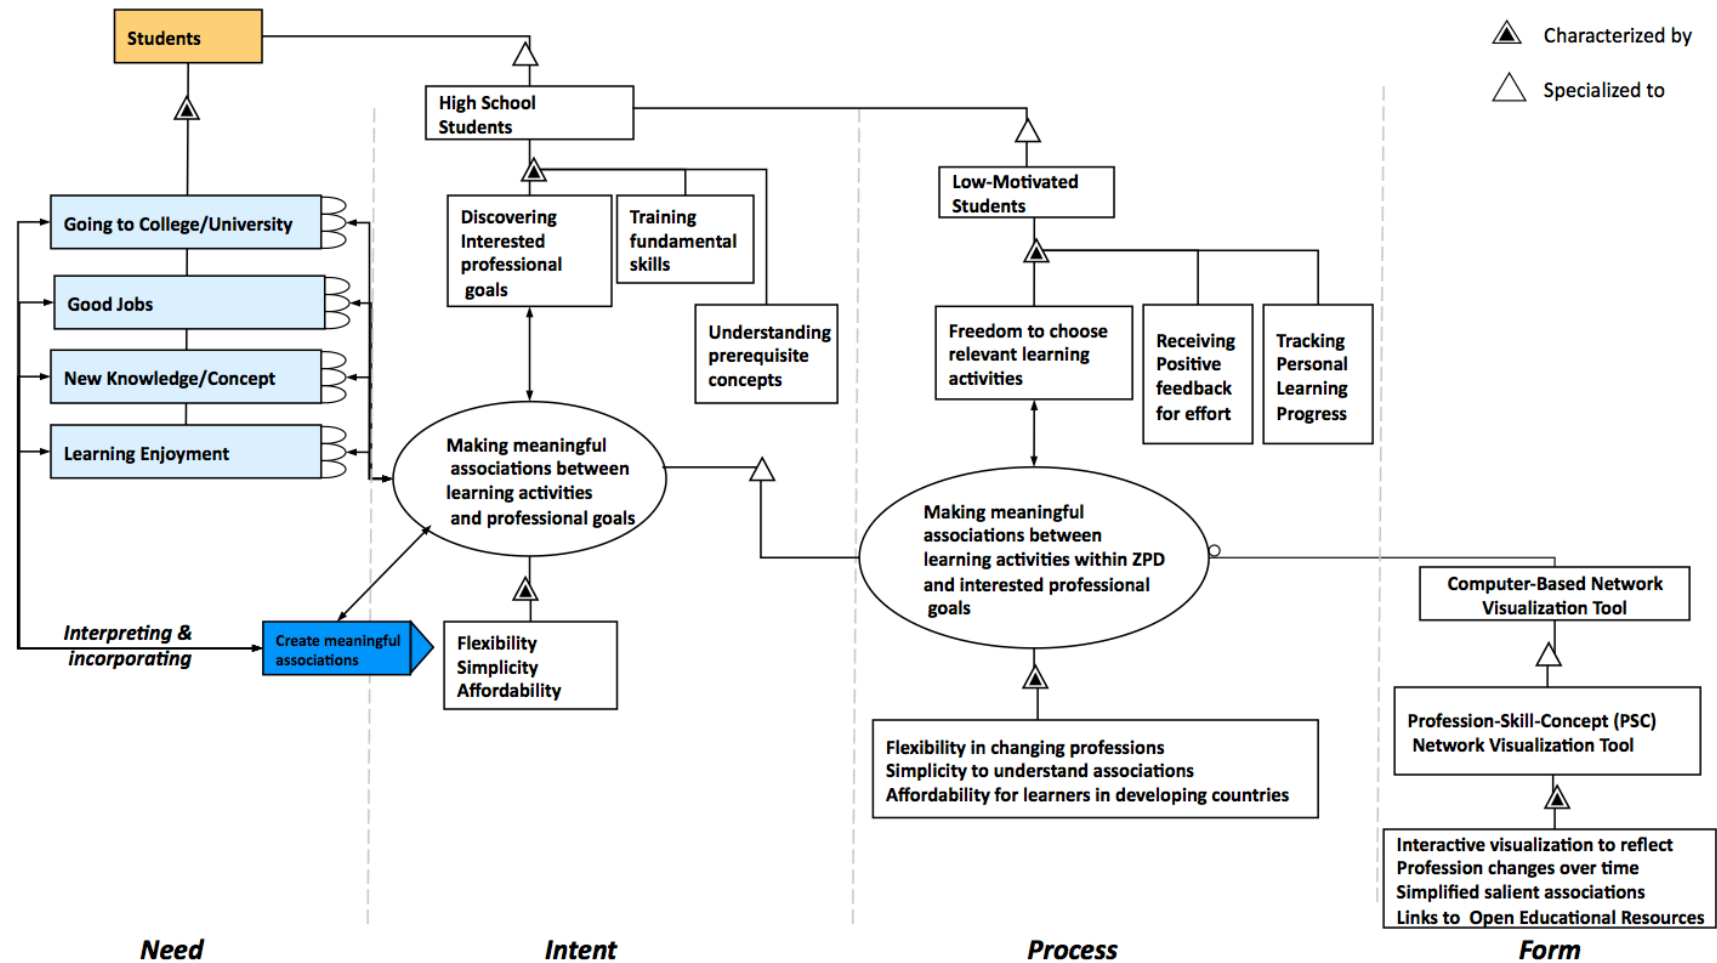 Students
Characterized by
Specialized to
High School
Students
Low-Motivated
Students
Going to College/University
Good Jobs
New Knowledge/Concept
Learning Enjoyment
Discovering
Interested
professional
goals
Training
fundamental
skills
Understanding
prerequisite
concepts
Freedom to choose
relevant learning
activities
Receiving
Positive
feedback
for effort
Tracking
Personal
Learning
Progress
Making meaningful
associations between
learning activities
and professional goals
Making meaningful
associations between
learning activities within ZPD
and interested professional
goals
Computer-Based Network
Visualization Tool
Interpreting &
incorporating
Create meaningful
associations
Flexibility
Simplicity
Affordability
Profession-Skill-Concept (PSC)
Network Visualization Tool
Flexibility in changing professions
Simplicity to understand associations
Affordability for learners in developing countries
Interactive visualization to reflect
Profession changes over time
Simplified salient associations
Links to Open Educational Resources
Need
Intent
Process
Form